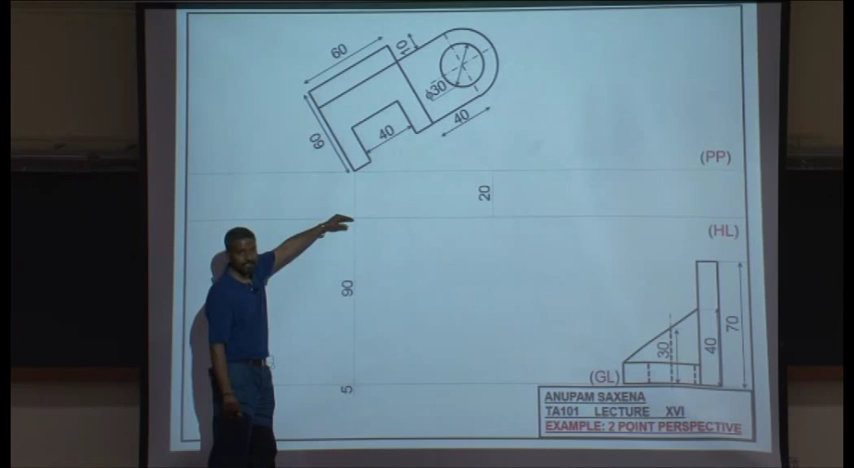 60
10
60
φ30
40
40
(PP)
20
(HL)
90
70
30
40
(GL)
5
ANUPAM SAXENA
TA101 LECTURE XVI
EXAMPLE: 2 POINT PERSPECTIVE